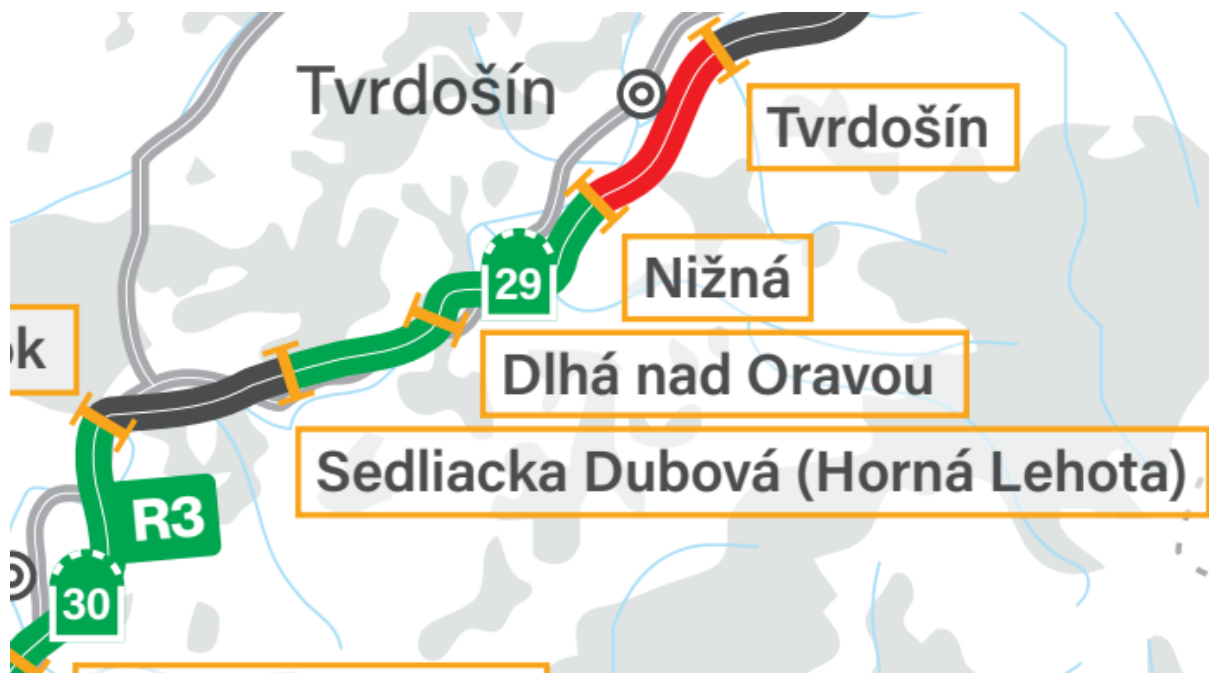 Tvrdošín
Tvrdošín
Nižná
29
Dlhá nad Oravou
Sedliacka Dubová (Horná Lehota)
R3
30